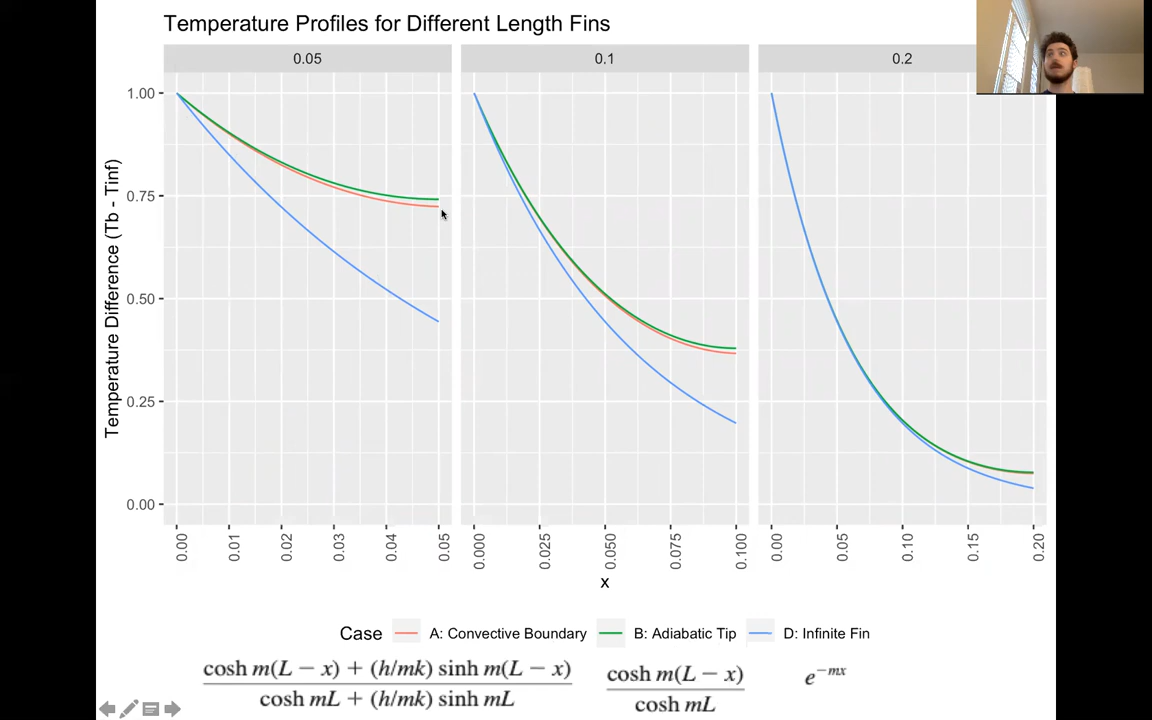 Temperature Profiles for Different Length Fins
0.05 0.1 0.2
1.00
0.75
0.50
0.25
0.00
Temperature Difference (Tb - Tinf)
0.00 0.01 0.02 0.03 0.04 0.05 0.000 0.025 0.050 0.075 0.100 0.00 0.05 0.10 0.15 0.20
x
Case A: Convective Boundary B: Adiabatic Tip D: Infinite Fin
cosh m(L − x) + (h/mk) sinh m(L − x)
cosh mL + (h/mk) sinh mL
cosh m(L − x)
cosh mL
e^{−mx}